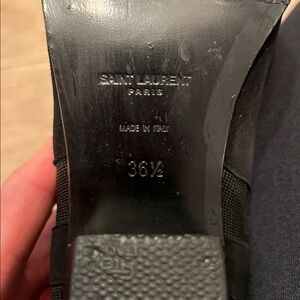 SAINT LAURENT
PARIS
MADE IN ITALY
36½